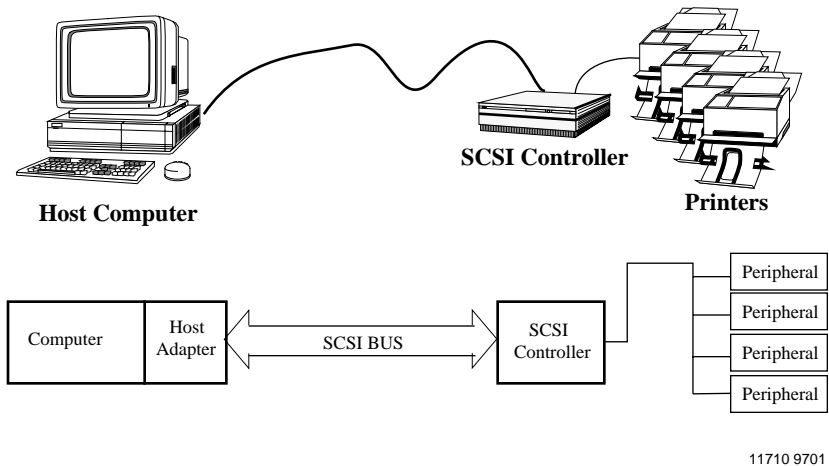 SCSI Controller
Host Computer
Printers
Computer
Host
Adapter
SCSI BUS
SCSI
Controller
Peripheral
Peripheral
Peripheral
Peripheral
11710 9701